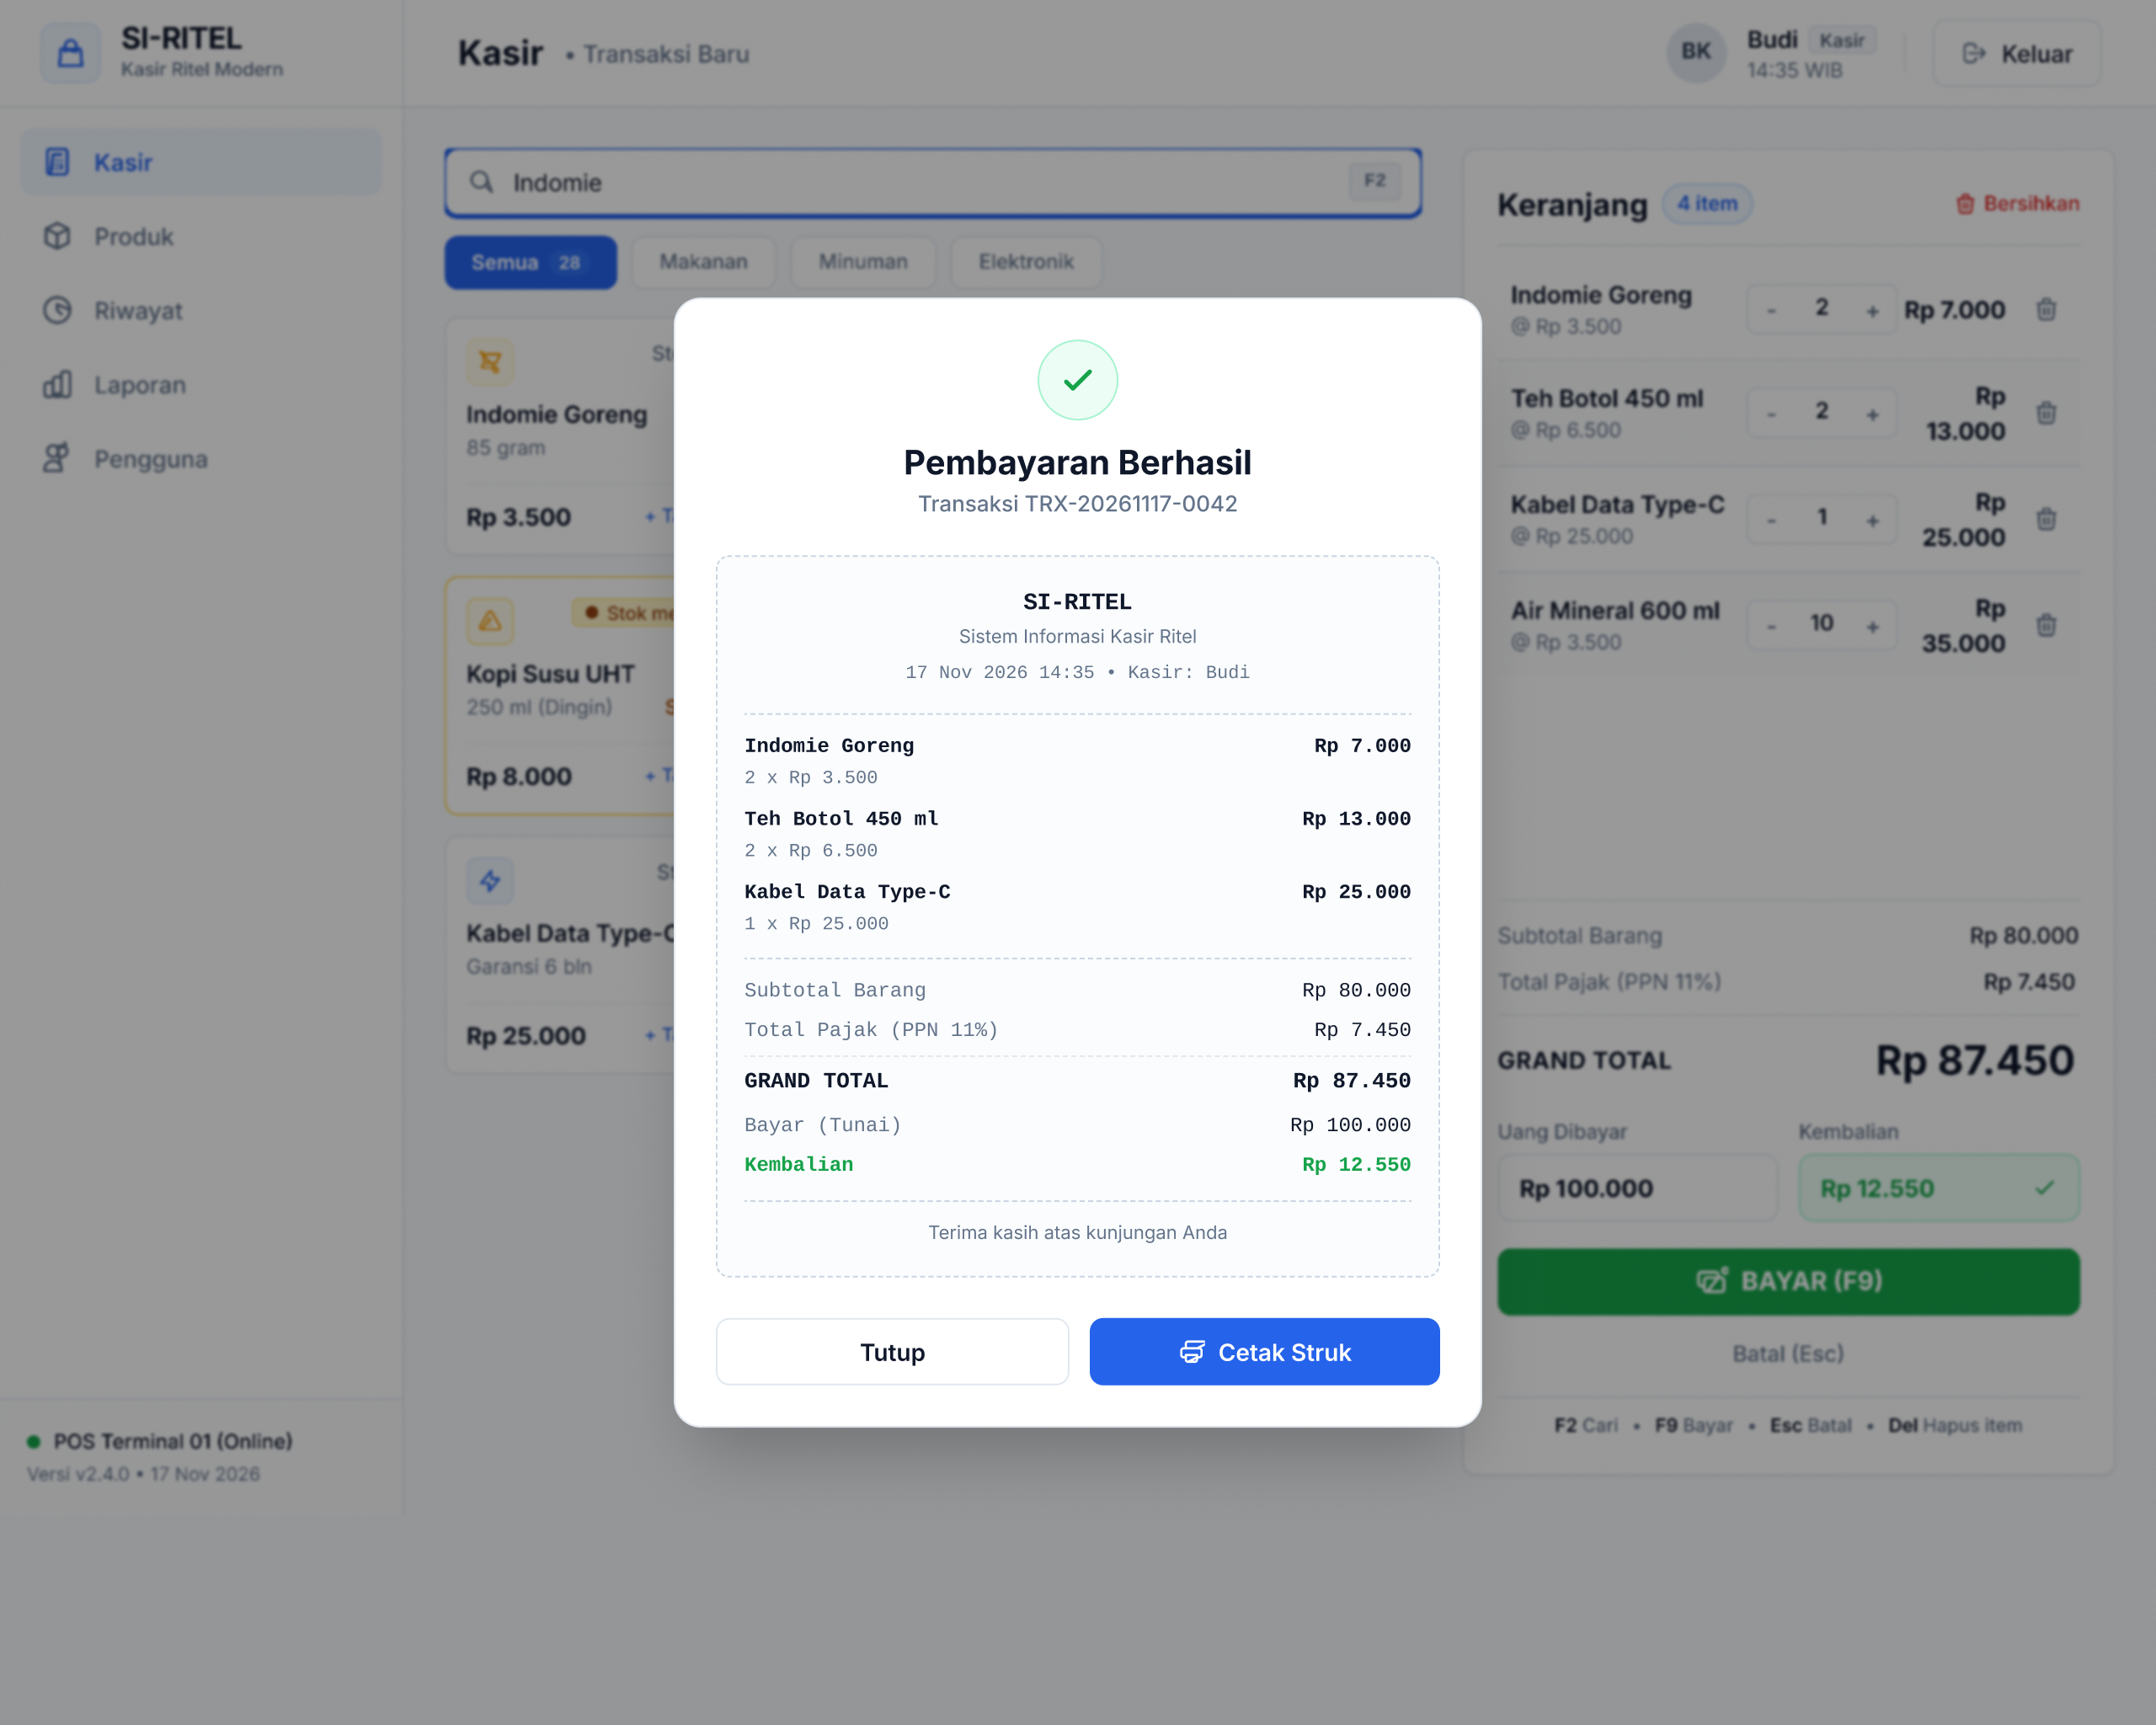 SI-RITEL
Kasir Ritel Modern
Kasir
Produk
Riwayat
Laporan
Pengguna
POS Terminal 01 (Online)
Versi v2.4.0 • 17 Nov 2026
Kasir • Transaksi Baru
BK
Budi Kasir
14:35 WIB
Keluar
Indomie F2
Semua 28
Makanan
Minuman
Elektronik
Indomie Goreng
85 gram
Rp 3.500
Stok
Kopi Susu UHT
250 ml (Dingin)
Rp 8.000
Kabel Data Type-C
Garansi 6 bln
Rp 25.000
Pembayaran Berhasil
Transaksi TRX-20261117-0042
SI-RITEL
Sistem Informasi Kasir Ritel
17 Nov 2026 14:35 • Kasir: Budi
Indomie Goreng Rp 7.000
2 x Rp 3.500
Teh Botol 450 ml Rp 13.000
2 x Rp 6.500
Kabel Data Type-C Rp 25.000
1 x Rp 25.000
Subtotal Barang Rp 80.000
Total Pajak (PPN 11%) Rp 7.450
GRAND TOTAL Rp 87.450
Bayar (Tunai) Rp 100.000
Kembalian Rp 12.550
Terima kasih atas kunjungan Anda
Tutup
Cetak Struk
Keranjang 4 item Bersihkan
Indomie Goreng - 2 + Rp 7.000
@ Rp 3.500
Teh Botol 450 ml - 2 + Rp 13.000
@ Rp 6.500
Kabel Data Type-C - 1 + Rp 25.000
@ Rp 25.000
Air Mineral 600 ml - 10 + Rp 35.000
@ Rp 3.500
Subtotal Barang Rp 80.000
Total Pajak (PPN 11%) Rp 7.450
GRAND TOTAL Rp 87.450
Uang Dibayar Kembalian
Rp 100.000 Rp 12.550
BAYAR (F9)
Batal (Esc)
F2 Cari • F9 Bayar • Esc Batal • Del Hapus item